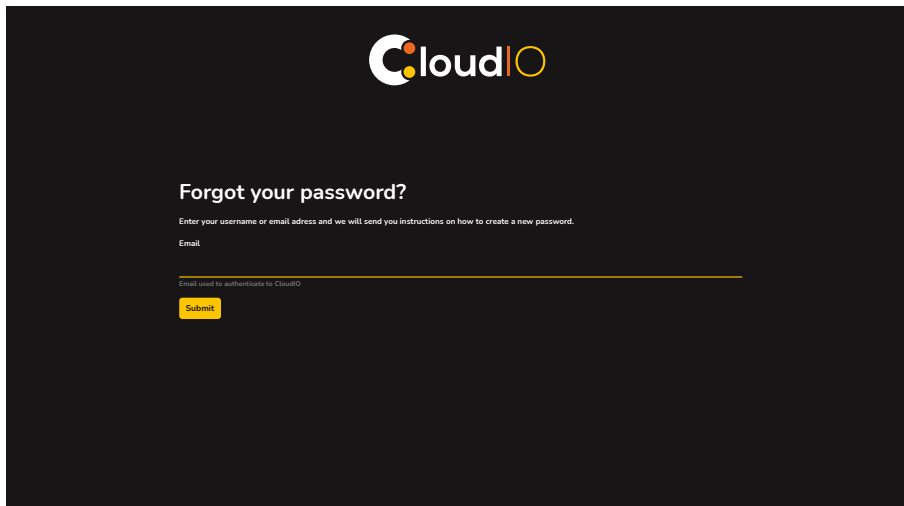 CloudIO
Forgot your password?
Enter your username or email adress and we will send you instructions on how to create a new password.
Email
Email used to authenticate to CloudIO
Submit